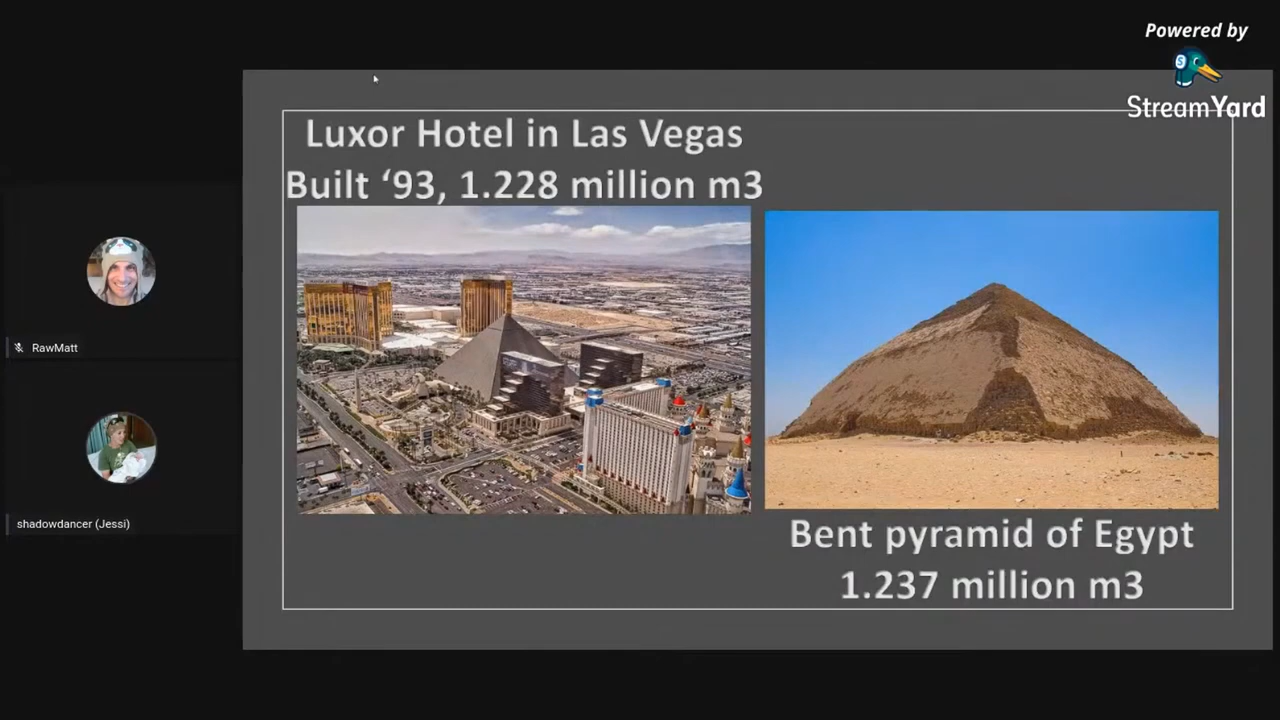 Powered by
StreamYard
Luxor Hotel in Las Vegas
Built ‘93, 1.228 million m3
RawMatt
shadowdancer (Jessi)
Bent pyramid of Egypt
1.237 million m3